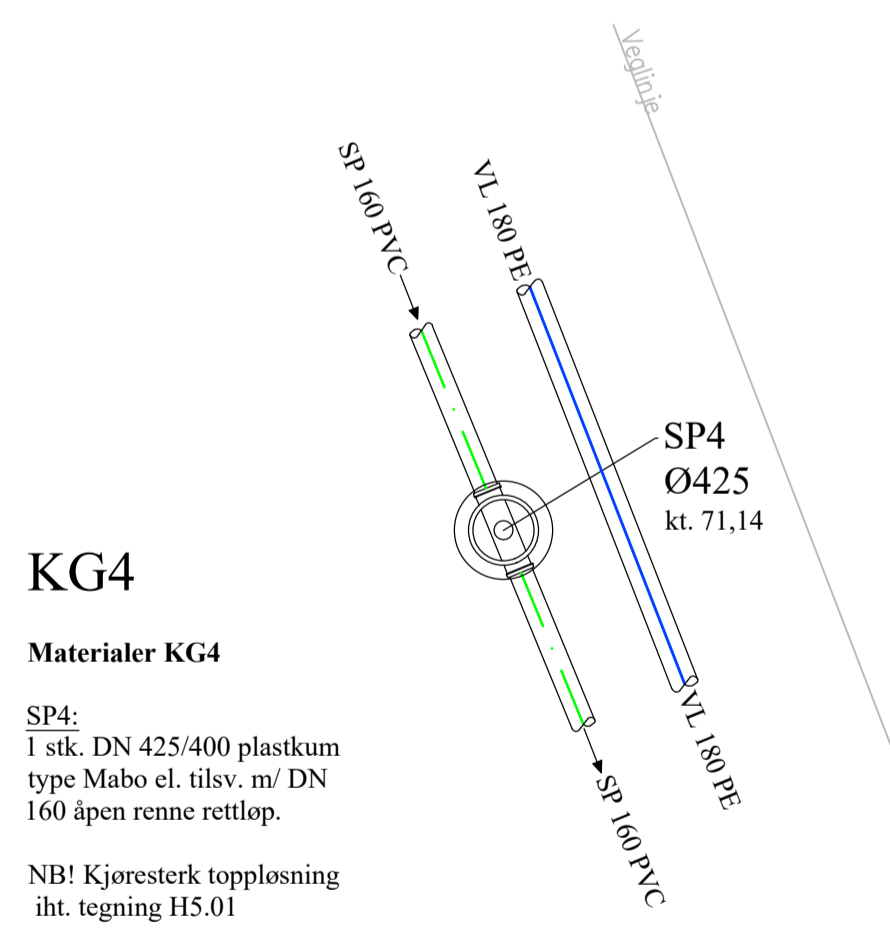 Veglinje
SP 160 PVC
VL 180 PE
SP4
Ø425
kt. 71,14
KG4
Materialer KG4
SP4:
1 stk. DN 425/400 plastkum
type Mabo el. tilsv. m/ DN
160 åpen renne rettløp.
NB! Kjøresterk toppløsning
iht. tegning H5.01
VL 180 PE
SP 160 PVC